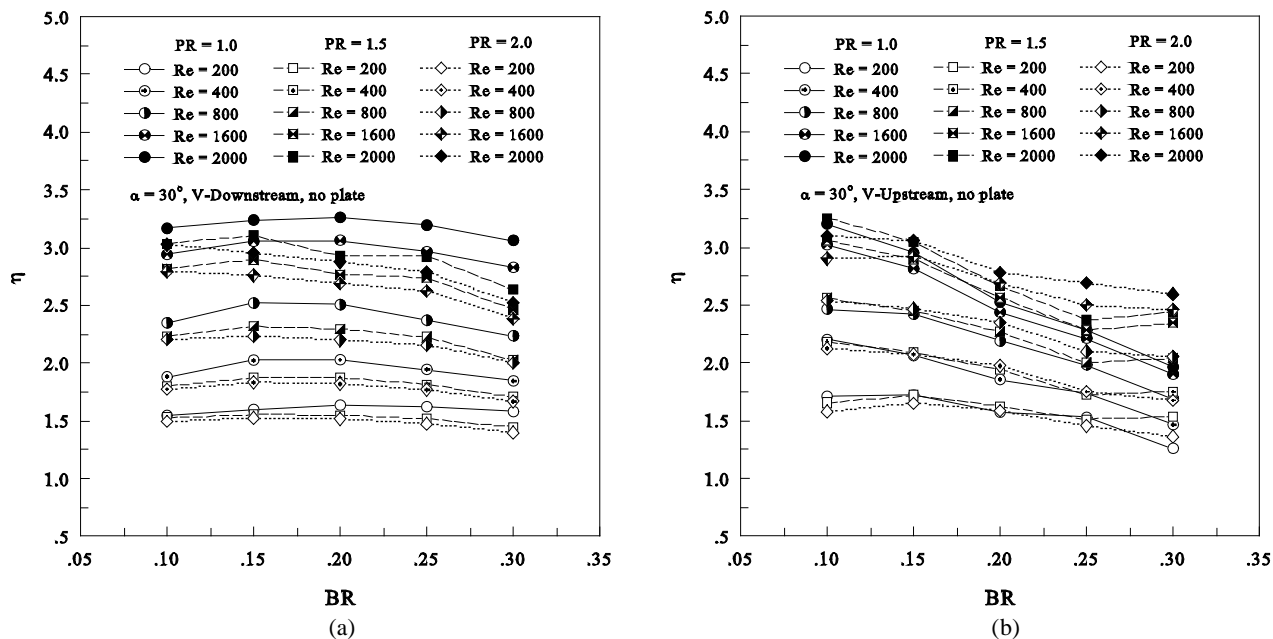 5.0
4.5
4.0
3.5
3.0
2.5
2.0
1.5
1.0
.5
η
PR = 1.0 PR = 1.5 PR = 2.0
Re = 200 Re = 200 Re = 200
Re = 400 Re = 400 Re = 400
Re = 800 Re = 800 Re = 800
Re = 1600 Re = 1600 Re = 1600
Re = 2000 Re = 2000 Re = 2000
α = 30°, V-Downstream, no plate
.05 .10 .15 .20 .25 .30 .35
BR
(a)
5.0
4.5
4.0
3.5
3.0
2.5
2.0
1.5
1.0
.5
η
PR = 1.0 PR = 1.5 PR = 2.0
Re = 200 Re = 200 Re = 200
Re = 400 Re = 400 Re = 400
Re = 800 Re = 800 Re = 800
Re = 1600 Re = 1600 Re = 1600
Re = 2000 Re = 2000 Re = 2000
α = 30°, V-Upstream, no plate
.05 .10 .15 .20 .25 .30 .35
BR
(b)